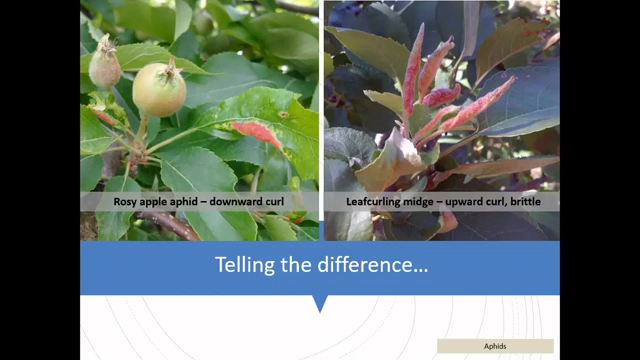 Rosy apple aphid – downward curl
Leafcurling midge – upward curl, brittle
Telling the difference…
Aphids